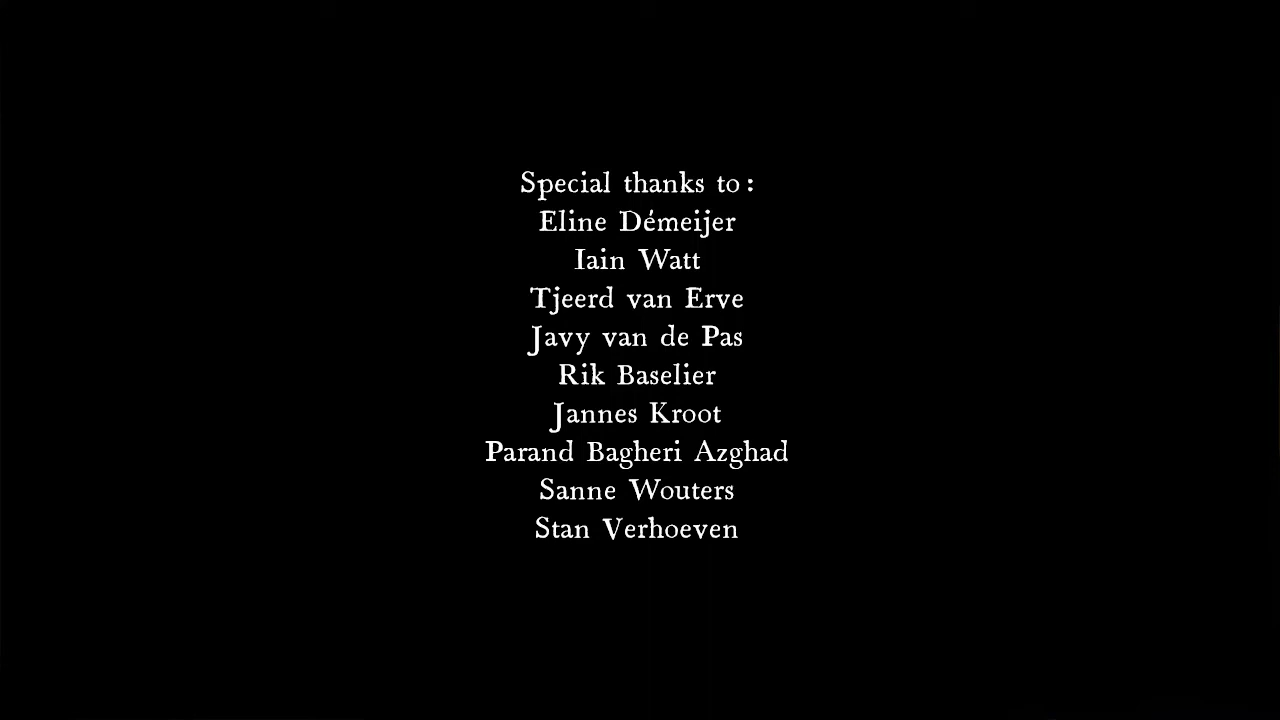 Special thanks to:
Eline Démeijer
Iain Watt
Tjeerd van Erve
Javy van de Pas
Rik Baselier
Jannes Kroot
Parand Bagheri Azghad
Sanne Wouters
Stan Verhoeven